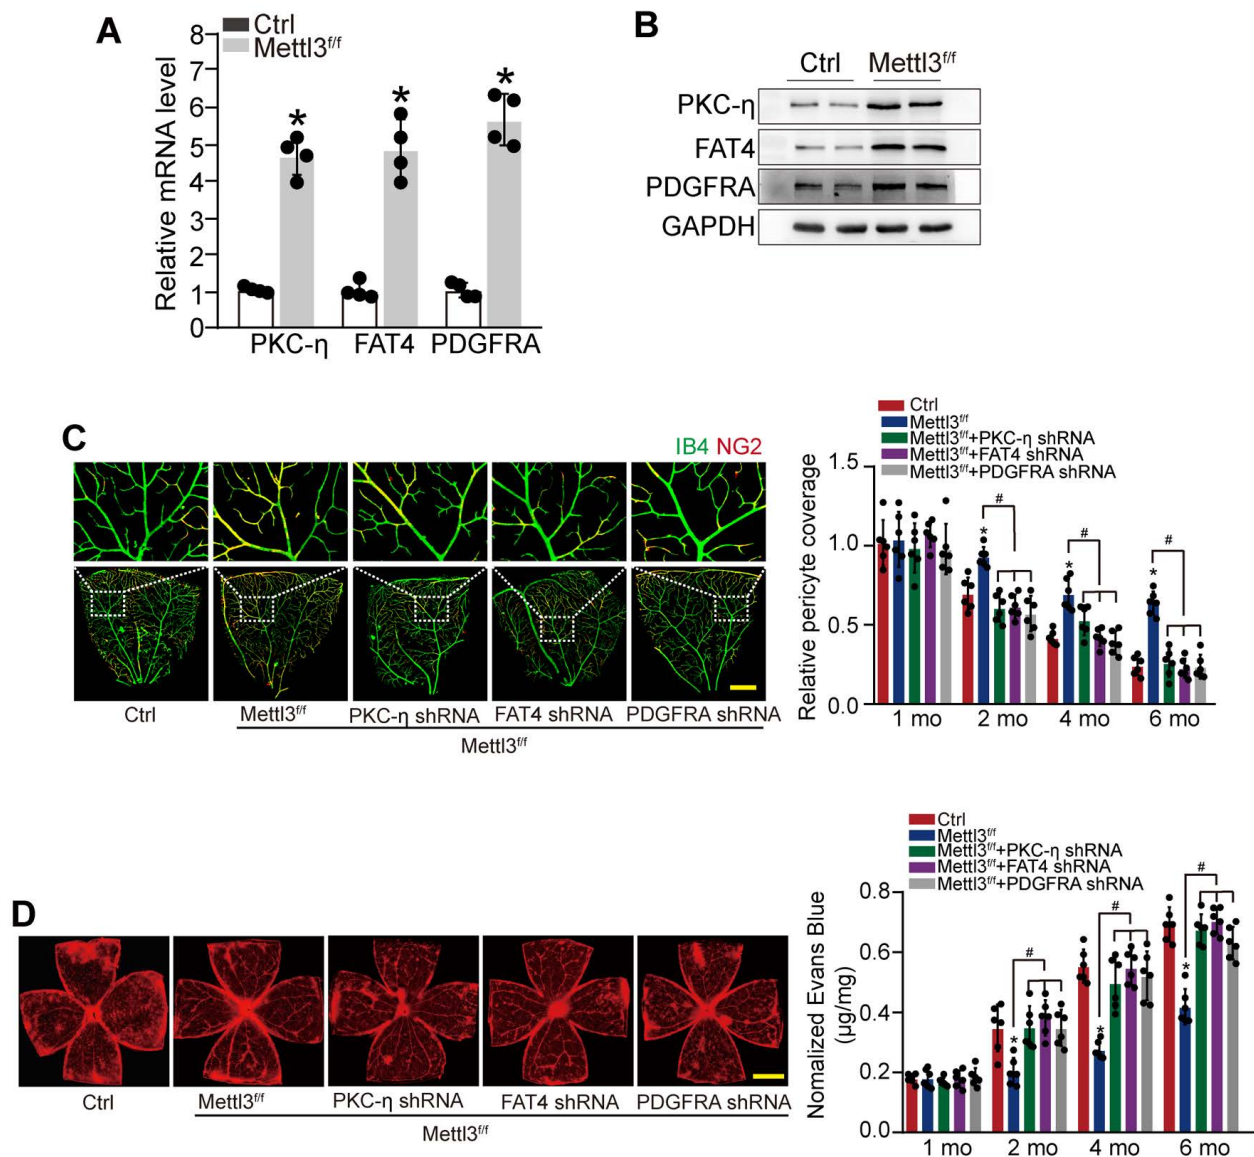 A
Ctrl
Mettl3f/f
Relative mRNA level
8
7
6
5
4
3
2
1
0
*
*
*
PKC-η FAT4 PDGFRA
B
Ctrl Mettl3f/f
PKC-η
FAT4
PDGFRA
GAPDH
C
IB4 NG2
Ctrl Mettl3f/f PKC-η shRNA FAT4 shRNA PDGFRA shRNA
Mettl3f/f
Ctrl
Mettl3f/f
Mettl3f/f+PKC-η shRNA
Mettl3f/f+FAT4 shRNA
Mettl3f/f+PDGFRA shRNA
Relative pericyte coverage
1.5
1.0
0.5
0.0
# * # * # *
1 mo 2 mo 4 mo 6 mo
D
Ctrl Mettl3f/f PKC-η shRNA FAT4 shRNA PDGFRA shRNA
Mettl3f/f
Ctrl
Mettl3f/f
Mettl3f/f+PKC-η shRNA
Mettl3f/f+FAT4 shRNA
Mettl3f/f+PDGFRA shRNA
Nomalized Evans Blue
(µg/mg)
0.8
0.6
0.4
0.2
0.0
# * # * # *
1 mo 2 mo 4 mo 6 mo